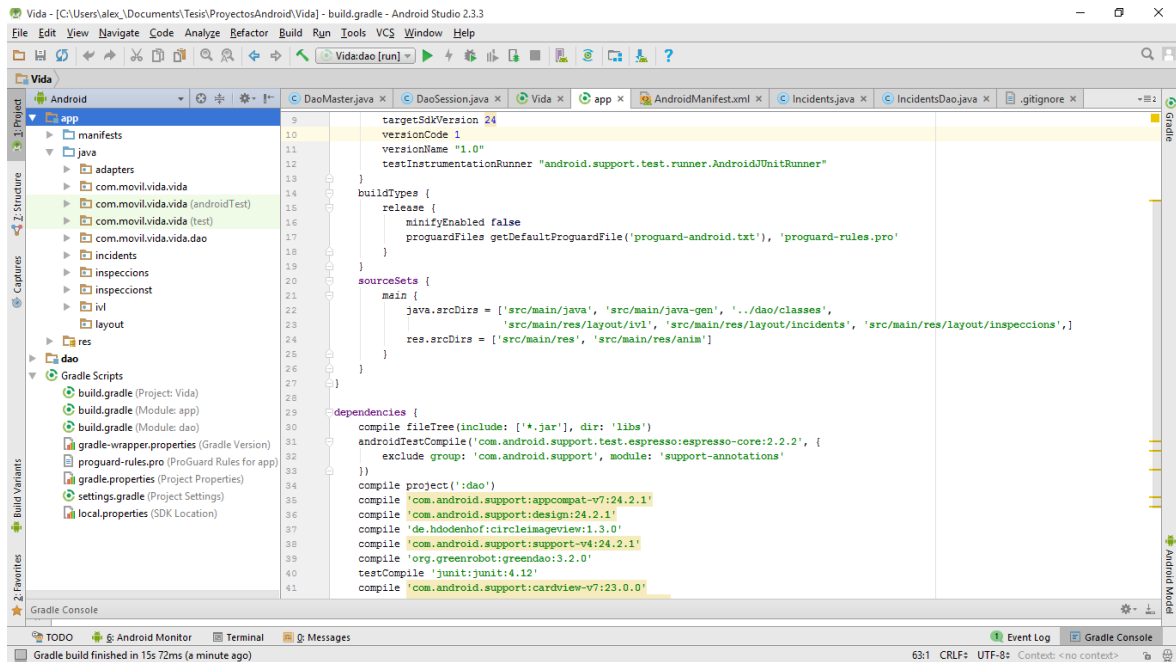 Vida - [C:\Users\alex_\Documents\Tesis\ProyectosAndroid\Vida] - build.gradle - Android Studio 2.3.3
File Edit View Navigate Code Analyze Refactor Build Run Tools VCS Window Help
Vida:dao [run]
Vida
Android
DaoMaster.java × DaoSession.java × Vida × app × AndroidManifest.xml × Incidents.java × IncidentsDao.java × .gitignore ×
1: Project
Z: Structure
Captures
Build Variants
2: Favorites
app
manifests
java
adapters
com.movil.vida.vida
com.movil.vida.vida (androidTest)
com.movil.vida.vida (test)
com.movil.vida.vida.dao
incidents
inspeccions
inspeccionst
ivl
layout
res
dao
Gradle Scripts
build.gradle (Project: Vida)
build.gradle (Module: app)
build.gradle (Module: dao)
gradle-wrapper.properties (Gradle Version)
proguard-rules.pro (ProGuard Rules for app)
gradle.properties (Project Properties)
settings.gradle (Project Settings)
local.properties (SDK Location)
9 targetSdkVersion 24
10 versionCode 1
11 versionName "1.0"
12 testInstrumentationRunner "android.support.test.runner.AndroidJUnitRunner"
13 }
14 buildTypes {
15 release {
16 minifyEnabled false
17 proguardFiles getDefaultProguardFile('proguard-android.txt'), 'proguard-rules.pro'
18 }
19 }
20 sourceSets {
21 main {
22 java.srcDirs = ['src/main/java', 'src/main/java-gen', '../dao/classes',
23 'src/main/res/layout/ivl', 'src/main/res/layout/incidents', 'src/main/res/layout/inspeccions',]
24 res.srcDirs = ['src/main/res', 'src/main/res/anim']
25 }
26 }
27 }
28
29 dependencies {
30 compile fileTree(include: ['*.jar'], dir: 'libs')
31 androidTestCompile('com.android.support.test.espresso:espresso-core:2.2.2', {
32 exclude group: 'com.android.support', module: 'support-annotations'
33 })
34 compile project(':dao')
35 compile 'com.android.support:appcompat-v7:24.2.1'
36 compile 'com.android.support:design:24.2.1'
37 compile 'de.hdodenhof:circleimageview:1.3.0'
38 compile 'com.android.support:support-v4:24.2.1'
39 compile 'org.greenrobot:greendao:3.2.0'
40 testCompile 'junit:junit:4.12'
41 compile 'com.android.support:cardview-v7:23.0.0'
Gradle
Android Model
Gradle Console
TODO 6: Android Monitor Terminal 0: Messages 1 Event Log Gradle Console
Gradle build finished in 15s 72ms (a minute ago) 63:1 CRLF UTF-8 Context: <no context>